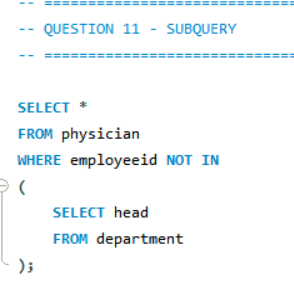 -- ==============================
-- QUESTION 11 - SUBQUERY
-- ==============================
SELECT *
FROM physician
WHERE employeeid NOT IN
(
SELECT head
FROM department
);